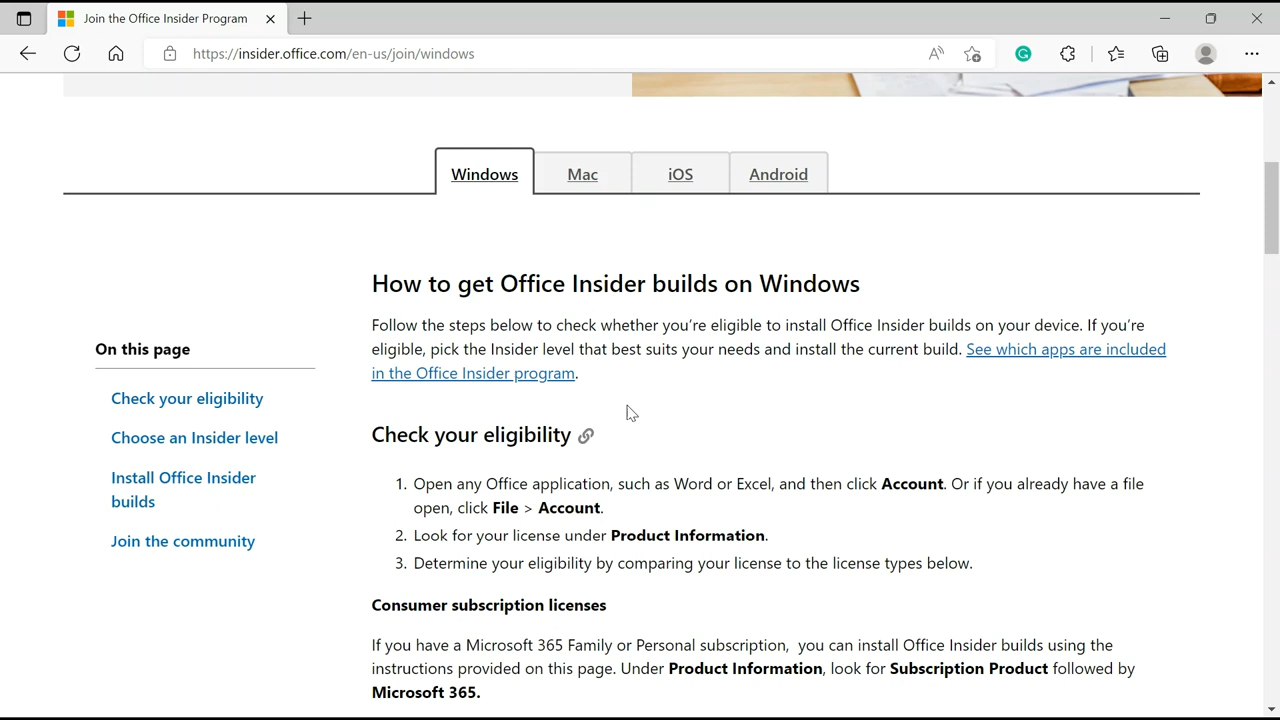 Join the Office Insider Program
https://insider.office.com/en-us/join/windows
Windows
Mac
iOS
Android
How to get Office Insider builds on Windows
Follow the steps below to check whether you're eligible to install Office Insider builds on your device. If you're
eligible, pick the Insider level that best suits your needs and install the current build. See which apps are included
in the Office Insider program.
On this page
Check your eligibility
Choose an Insider level
Install Office Insider
builds
Join the community
Check your eligibility
1. Open any Office application, such as Word or Excel, and then click Account. Or if you already have a file
open, click File > Account.
2. Look for your license under Product Information.
3. Determine your eligibility by comparing your license to the license types below.
Consumer subscription licenses
If you have a Microsoft 365 Family or Personal subscription, you can install Office Insider builds using the
instructions provided on this page. Under Product Information, look for Subscription Product followed by
Microsoft 365.